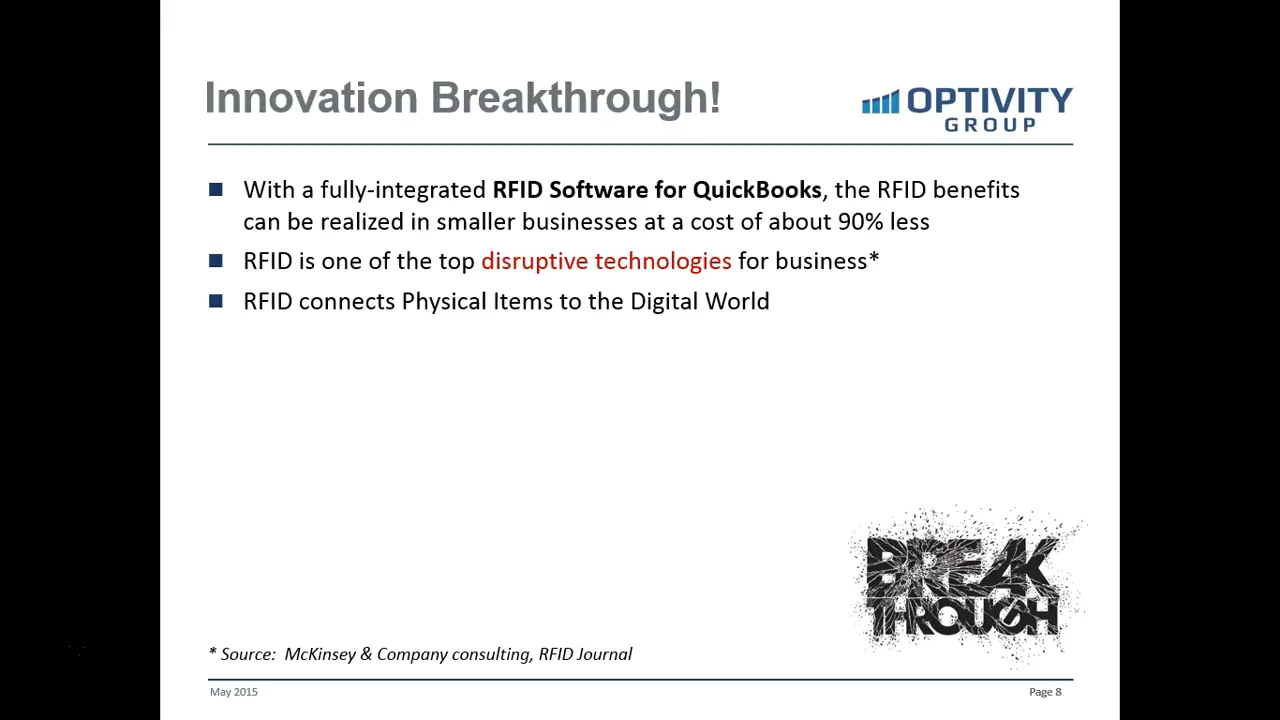 Innovation Breakthrough!
OPTIVITY
GROUP
With a fully-integrated RFID Software for QuickBooks, the RFID benefits
can be realized in smaller businesses at a cost of about 90% less
RFID is one of the top disruptive technologies for business*
RFID connects Physical Items to the Digital World
BREAK
THROUGH
* Source: McKinsey & Company consulting, RFID Journal
May 2015
Page 8